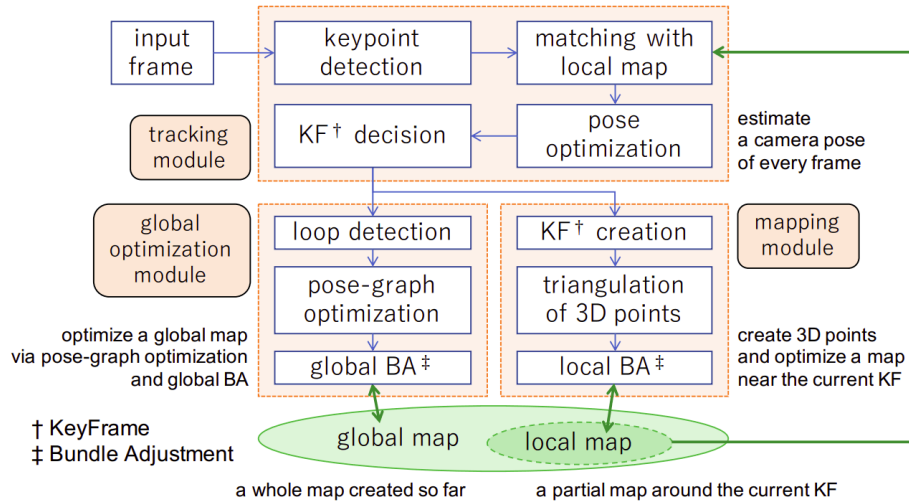 input
frame
keypoint
detection
matching with
local map
tracking
module
KF† decision
pose
optimization
estimate
a camera pose
of every frame
global
optimization
module
loop detection
KF† creation
mapping
module
pose-graph
optimization
triangulation
of 3D points
optimize a global map
via pose-graph optimization
and global BA
global BA‡
local BA‡
create 3D points
and optimize a map
near the current KF
† KeyFrame
‡ Bundle Adjustment
global map
local map
a whole map created so far
a partial map around the current KF